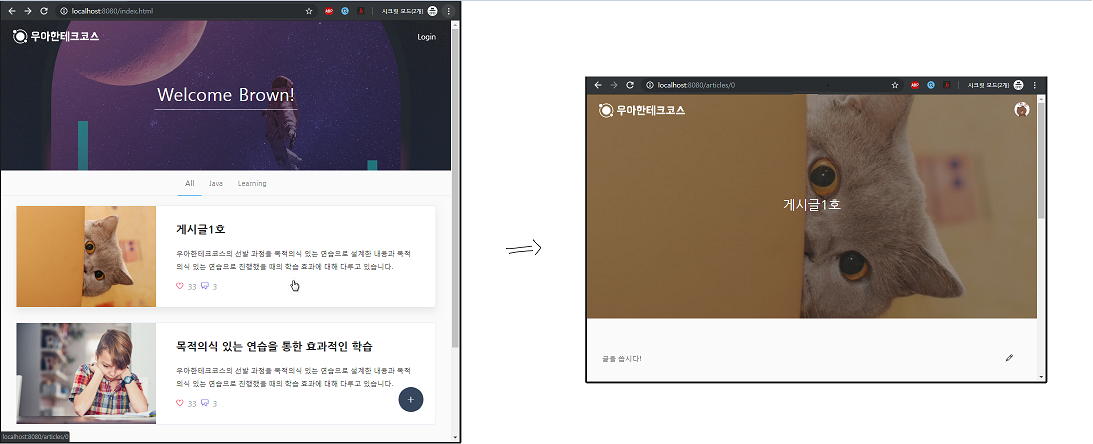 localhost:8080/index.html
ABP
시크릿 모드(2개)
우아한테크코스
Login
Welcome Brown!
All
Java
Learning
게시글1호
우아한테크코스의 선발 과정을 목적의식 있는 연습으로 설계한 내용과 목적
의식 있는 연습으로 진행했을 때의 학습 효과에 대해 다루고 있습니다.
33
3
목적의식 있는 연습을 통한 효과적인 학습
우아한테크코스의 선발 과정을 목적의식 있는 연습으로 설계한 내용과 목적
의식 있는 연습으로 진행했을 때의 학습 효과에 대해 다루고 있습니다.
33
3
+
localhost:8080/articles/0
localhost:8080/articles/0
ABP
시크릿 모드(2개)
우아한테크코스
게시글1호
글을 씁시다!